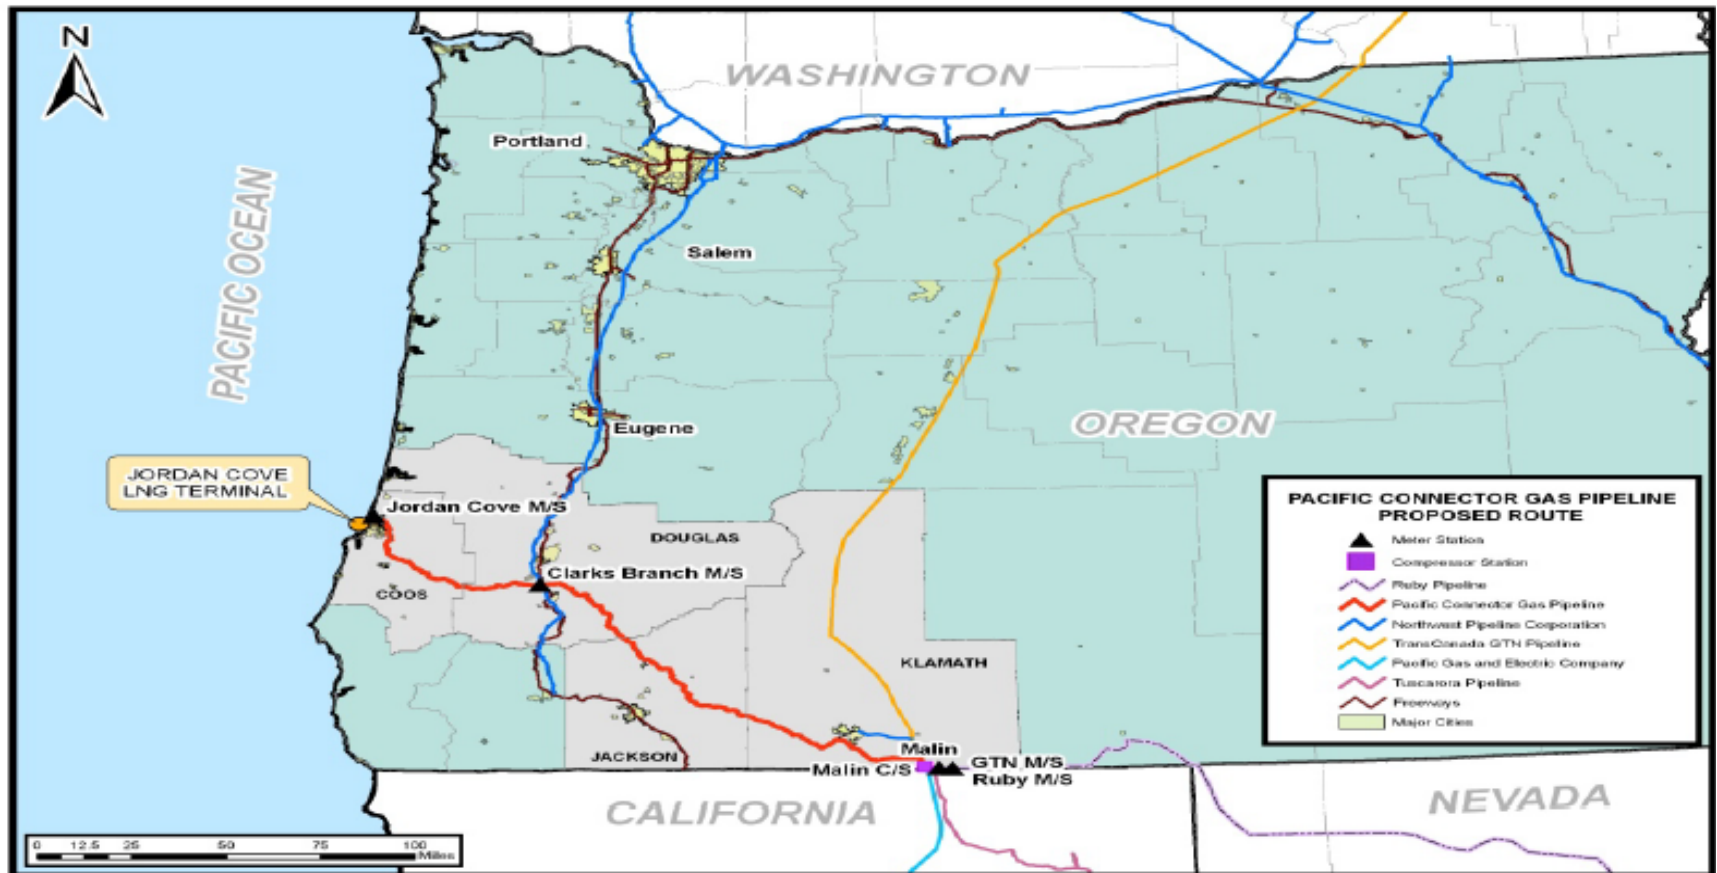 N
WASHINGTON
Portland
PACIFIC OCEAN
Salem
OREGON
Eugene
JORDAN COVE
LNG TERMINAL
Jordan Cove M/S
DOUGLAS
Clarks Branch M/S
COOS
KLAMATH
JACKSON
Malin
Malin C/S
GTN M/S
Ruby M/S
CALIFORNIA
NEVADA
PACIFIC CONNECTOR GAS PIPELINE
PROPOSED ROUTE
Meter Station
Compressor Station
Ruby Pipeline
Pacific Connector Gas Pipeline
Northwest Pipeline Corporation
TransCanada GTN Pipeline
Pacific Gas and Electric Company
Tuscarora Pipeline
Freeways
Major Cities
0 12.5 25 50 75 100
Miles